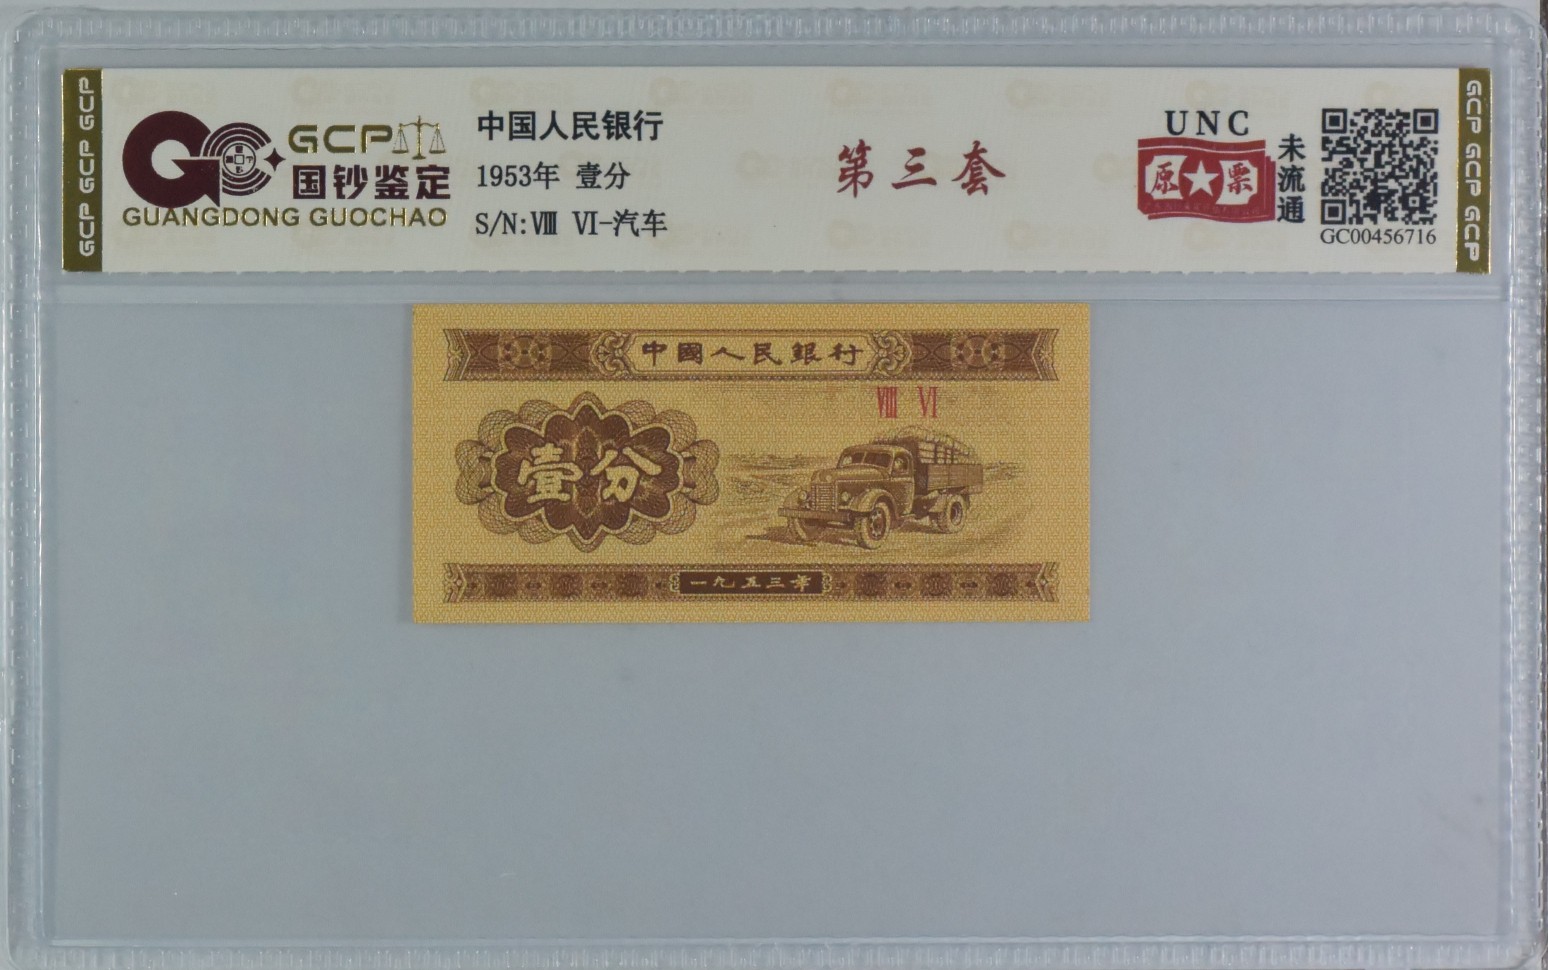 GCP GCP GCP
GCP
国钞鉴定
GUANGDONG GUOCHAO
中国人民银行
1953年 壹分
S/N:Ⅷ Ⅵ-汽车
第三套
UNC
原★票
未流通
GC00456716
GCP GCP GCP
中國人民銀行
Ⅷ Ⅵ
壹分
一九五三年